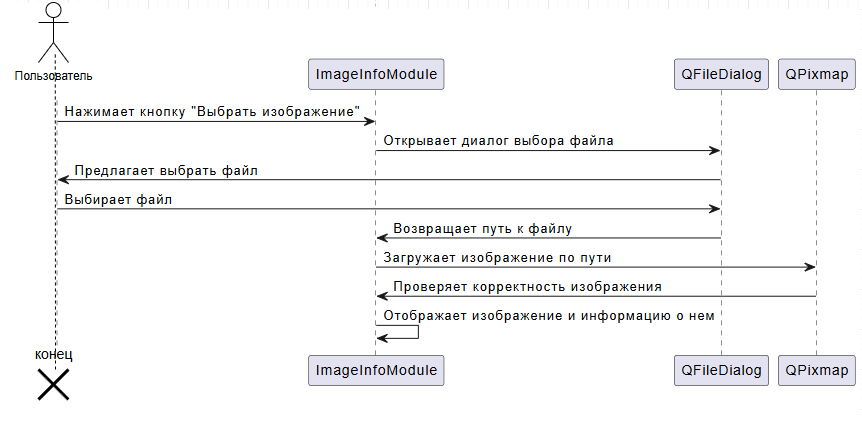 Пользователь
ImageInfoModule
QFileDialog
QPixmap
Нажимает кнопку "Выбрать изображение"
Открывает диалог выбора файла
Предлагает выбрать файл
Выбирает файл
Возвращает путь к файлу
Загружает изображение по пути
Проверяет корректность изображения
Отображает изображение и информацию о нем
конец
ImageInfoModule
QFileDialog
QPixmap